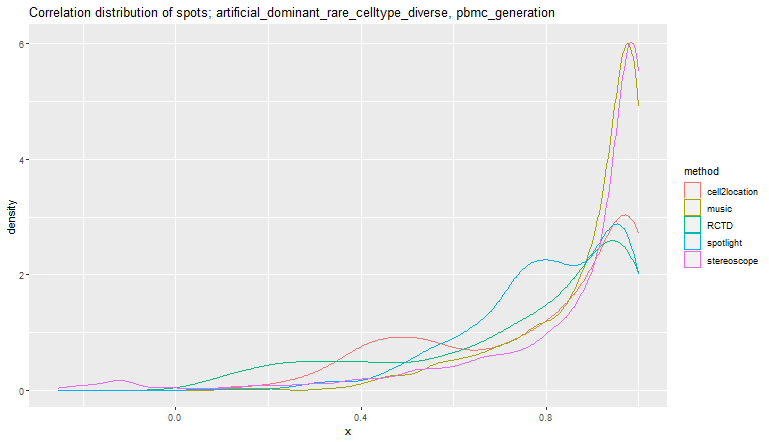 Correlation distribution of spots; artificial_dominant_rare_celltype_diverse, pbmc_generation
6
4
2
0
density
0.0
0.4
0.8
x
method
cell2location
music
RCTD
spotlight
stereoscope